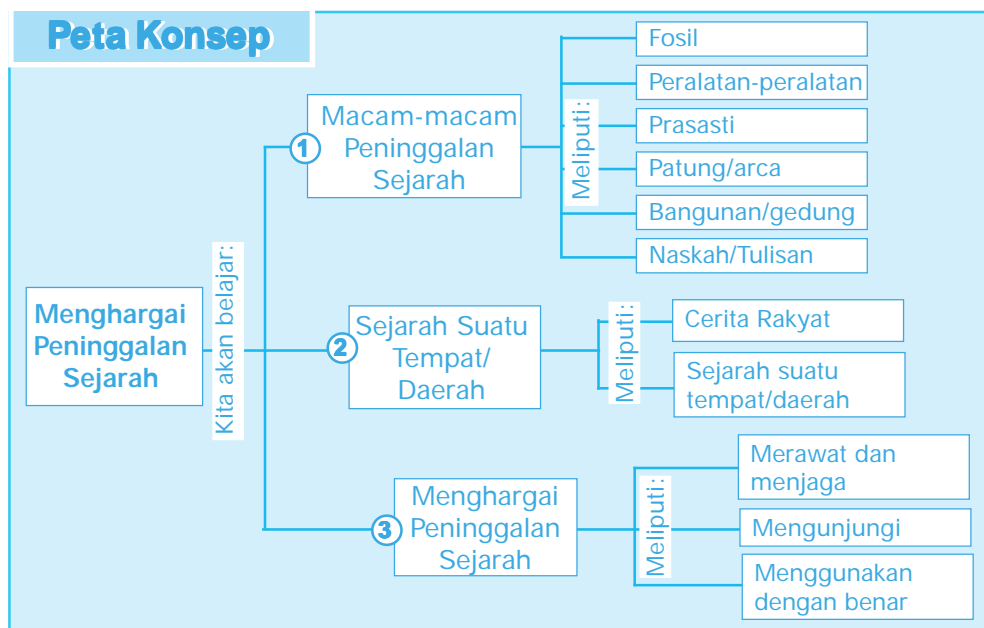 Peta Konsep
Menghargai
Peninggalan
Sejarah
Kita akan belajar:
1
Macam-macam
Peninggalan
Sejarah
Meliputi:
Fosil
Peralatan-peralatan
Prasasti
Patung/arca
Bangunan/gedung
Naskah/Tulisan
2
Sejarah Suatu
Tempat/
Daerah
Meliputi:
Cerita Rakyat
Sejarah suatu
tempat/daerah
3
Menghargai
Peninggalan
Sejarah
Meliputi:
Merawat dan
menjaga
Mengunjungi
Menggunakan
dengan benar